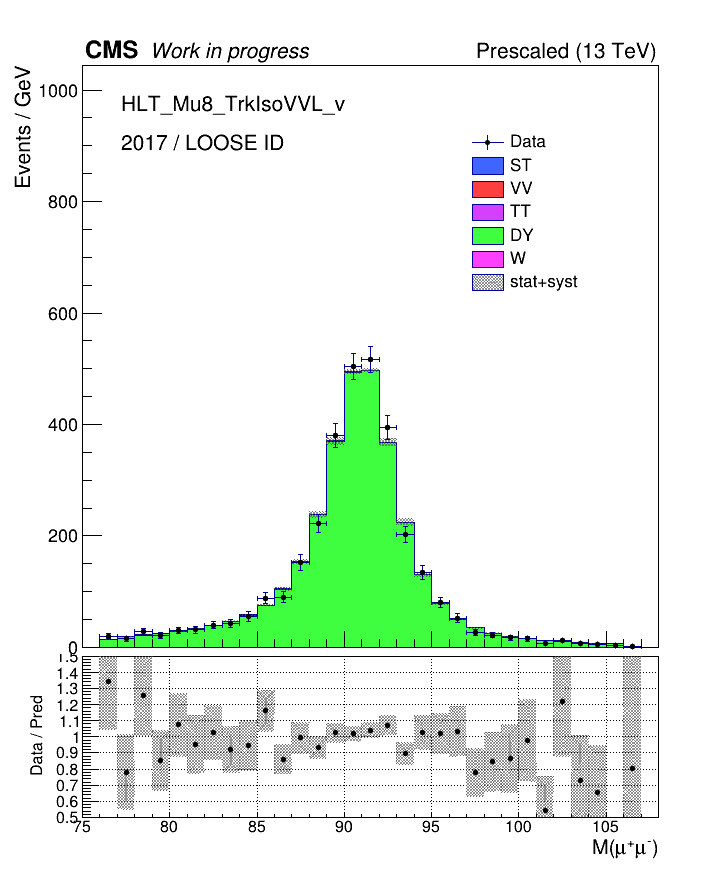 CMS Work in progress Prescaled (13 TeV)
Events / GeV
HLT_Mu8_TrkIsoVVL_v
2017 / LOOSE ID
Data
ST
VV
TT
DY
W
stat+syst
1000
800
600
400
200
0
Data / Pred
1.5
1.4
1.3
1.2
1.1
1
0.9
0.8
0.7
0.6
0.5
75 80 85 90 95 100 105
M(μ⁺μ⁻)